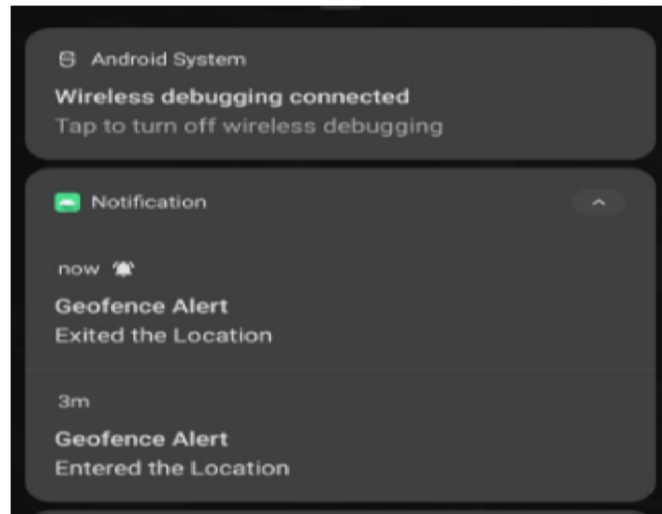 Android System
Wireless debugging connected
Tap to turn off wireless debugging
Notification
now
Geofence Alert
Exited the Location
3m
Geofence Alert
Entered the Location